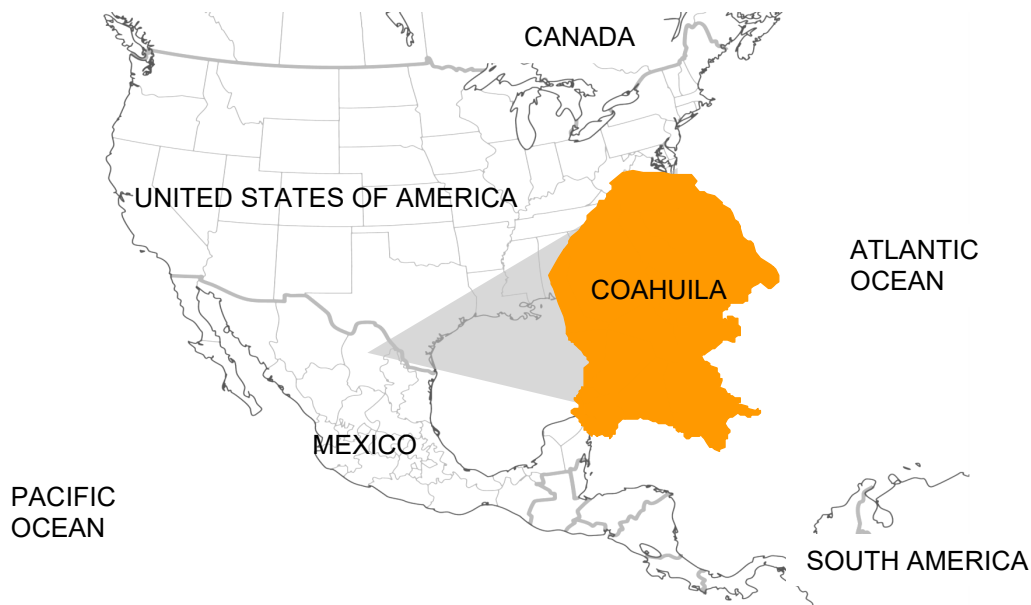 CANADA
UNITED STATES OF AMERICA
ATLANTIC
OCEAN
COAHUILA
MEXICO
PACIFIC
OCEAN
SOUTH AMERICA